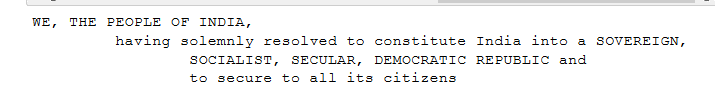 WE, THE PEOPLE OF INDIA,
having solemnly resolved to constitute India into a SOVEREIGN,
SOCIALIST, SECULAR, DEMOCRATIC REPUBLIC and
to secure to all its citizens